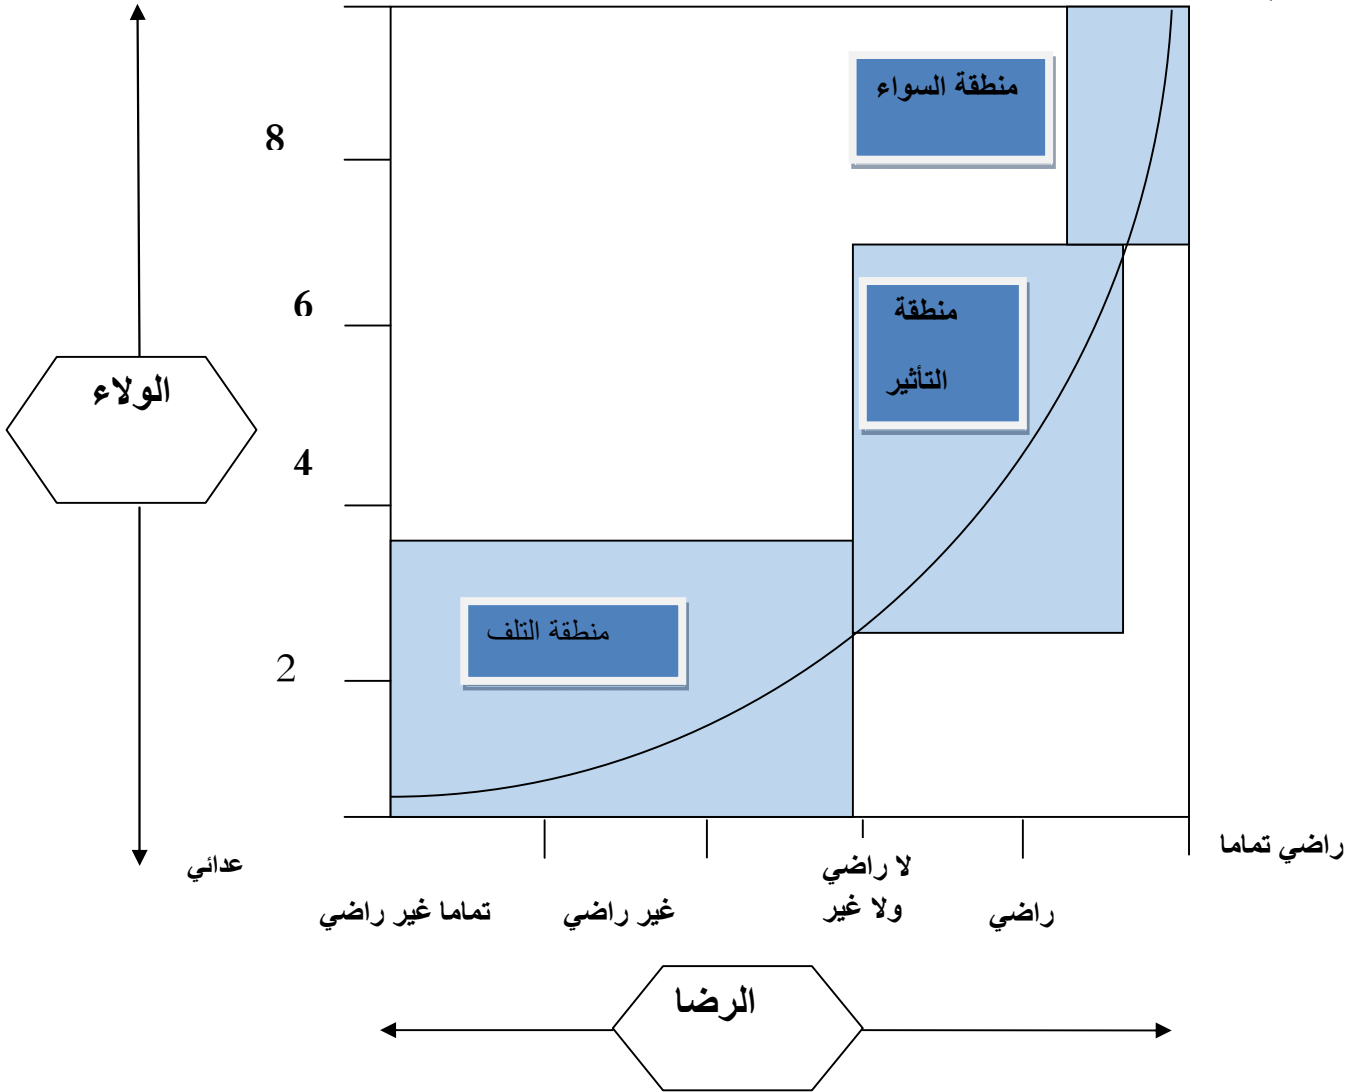 منطقة السواء
8
6
منطقة
التأثير
الولاء
4
منطقة التلف
2
عدائي
راضي تماما
لا راضي
ولا غير
تماما غير راضي
غير راضي
راضي
الرضا